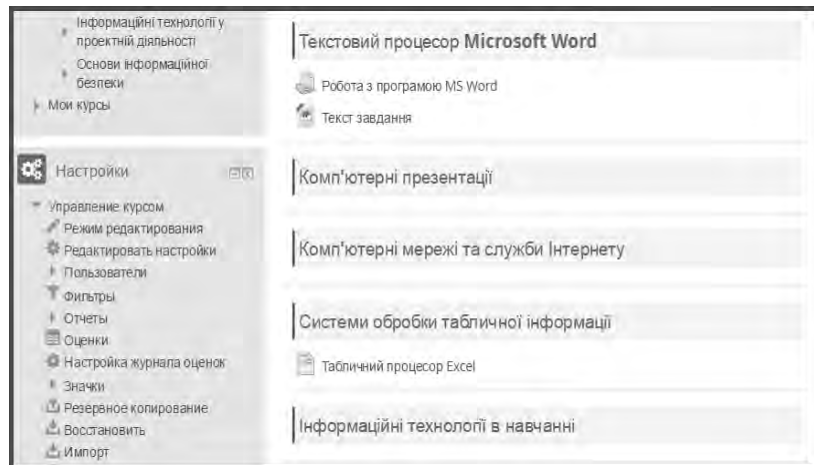 Інформаційні технології у
проектній діяльності
Основи інформаційної
безпеки
Мои курсы
Настройки
Управление курсом
Режим редактирования
Редактировать настройки
Пользователи
Фильтры
Отчеты
Оценки
Настройка журнала оценок
Значки
Резервное копирование
Восстановить
Импорт
Текстовий процесор Microsoft Word
Робота з програмою MS Word
Текст завдання
Комп'ютерні презентації
Комп'ютерні мережі та служби Інтернету
Системи обробки табличної інформації
Табличний процесор Excel
Інформаційні технології в навчанні